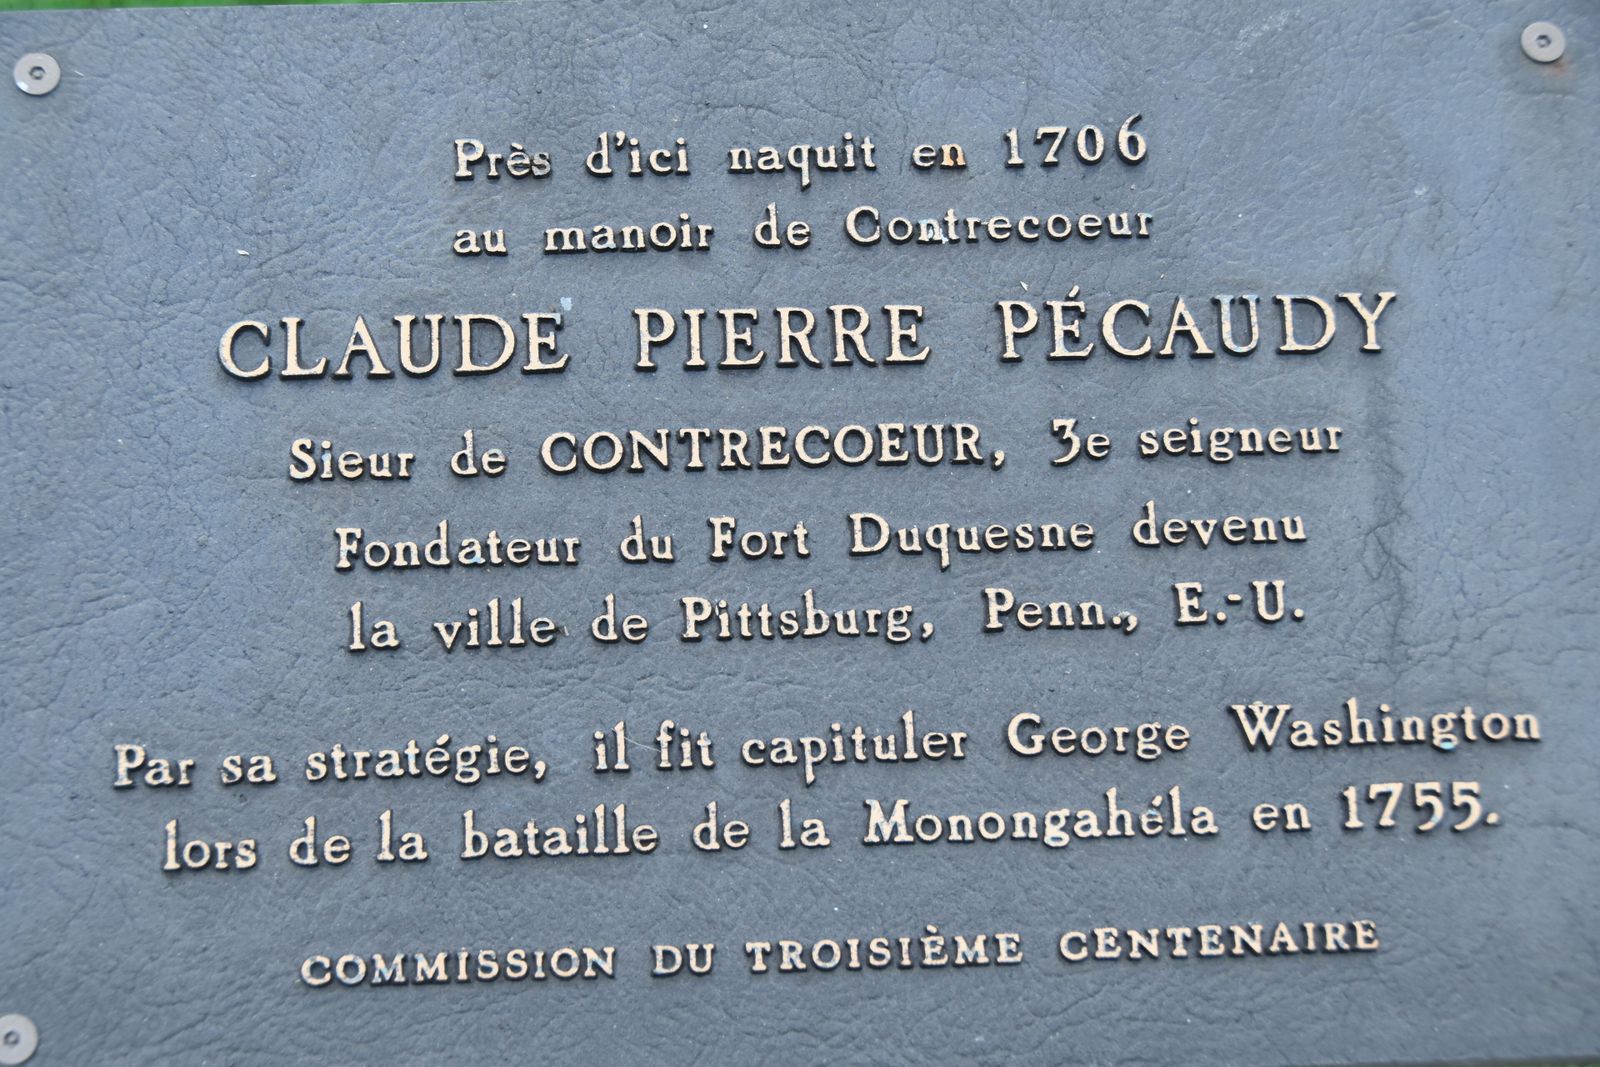 Près d'ici naquit en 1706
au manoir de Contrecoeur
CLAUDE PIERRE PÉCAUDY
Sieur de CONTRECOEUR, 3e seigneur
Fondateur du Fort Duquesne devenu
la ville de Pittsburg, Penn., E.-U.
Par sa stratégie, il fit capituler George Washington
lors de la bataille de la Monongahéla en 1755.
COMMISSION DU TROISIÈME CENTENAIRE